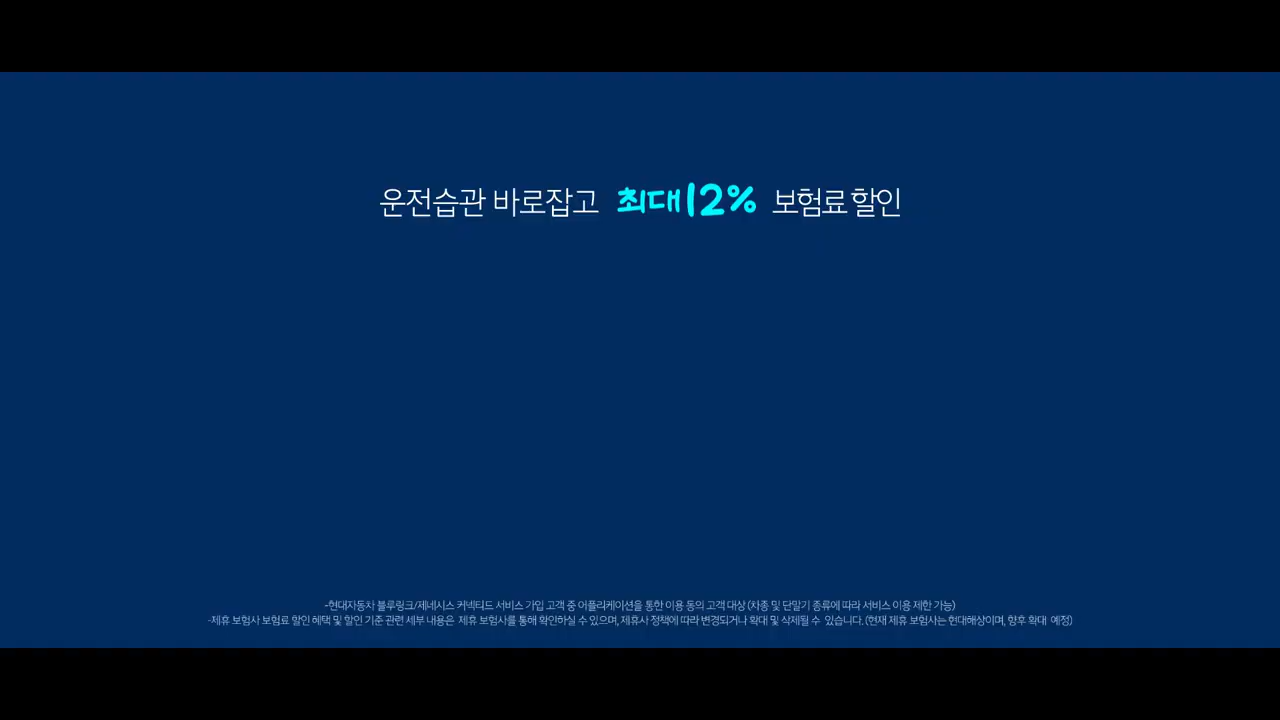 운전습관 바로잡고 최대12% 보험료 할인
-현대자동차 블루링크/제네시스 커넥티드 서비스 가입 고객 중 어플리케이션을 통한 이용 동의 고객 대상 (차종 및 단말기 종류에 따라 서비스 이용 제한 가능)
-제휴 보험사 보험료 할인 혜택 및 할인 기준 관련 세부 내용은 제휴 보험사를 통해 확인하실 수 있으며, 제휴사 정책에 따라 변경되거나 확대 및 삭제될 수 있습니다. (현재 제휴 보험사는 현대해상이며, 향후 확대 예정)